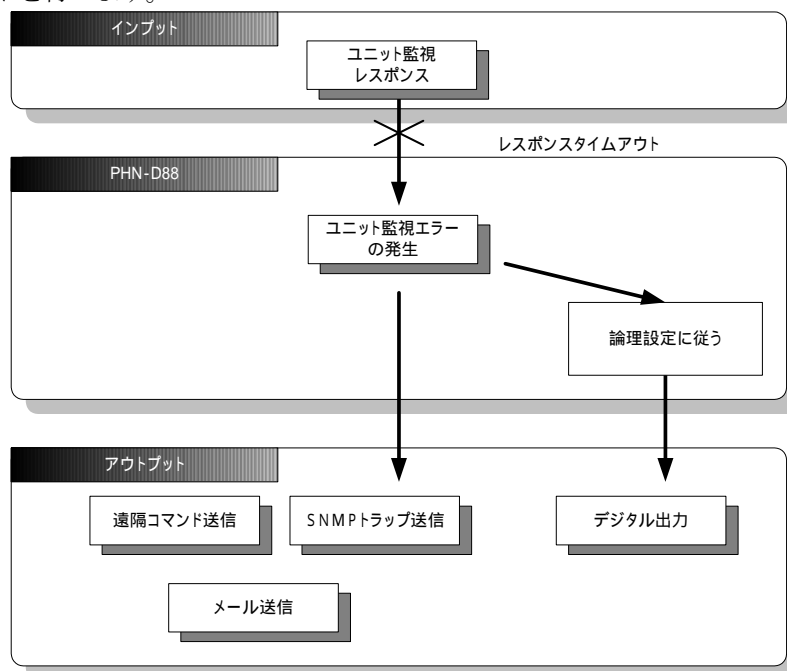 インプット
ユニット監視
レスポンス
レスポンスタイムアウト
PHN-D88
ユニット監視エラー
の発生
論理設定に従う
アウトプット
遠隔コマンド送信
SNMPトラップ送信
デジタル出力
メール送信